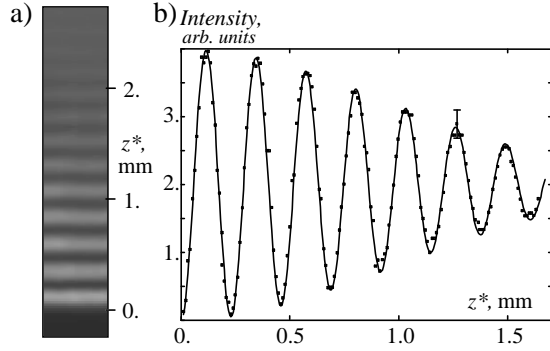 a)
2.
z*,
mm
1.
0.
b)
Intensity,
arb. units
3.
2.
1.
z*, mm
0.
0.5
1.0
1.5